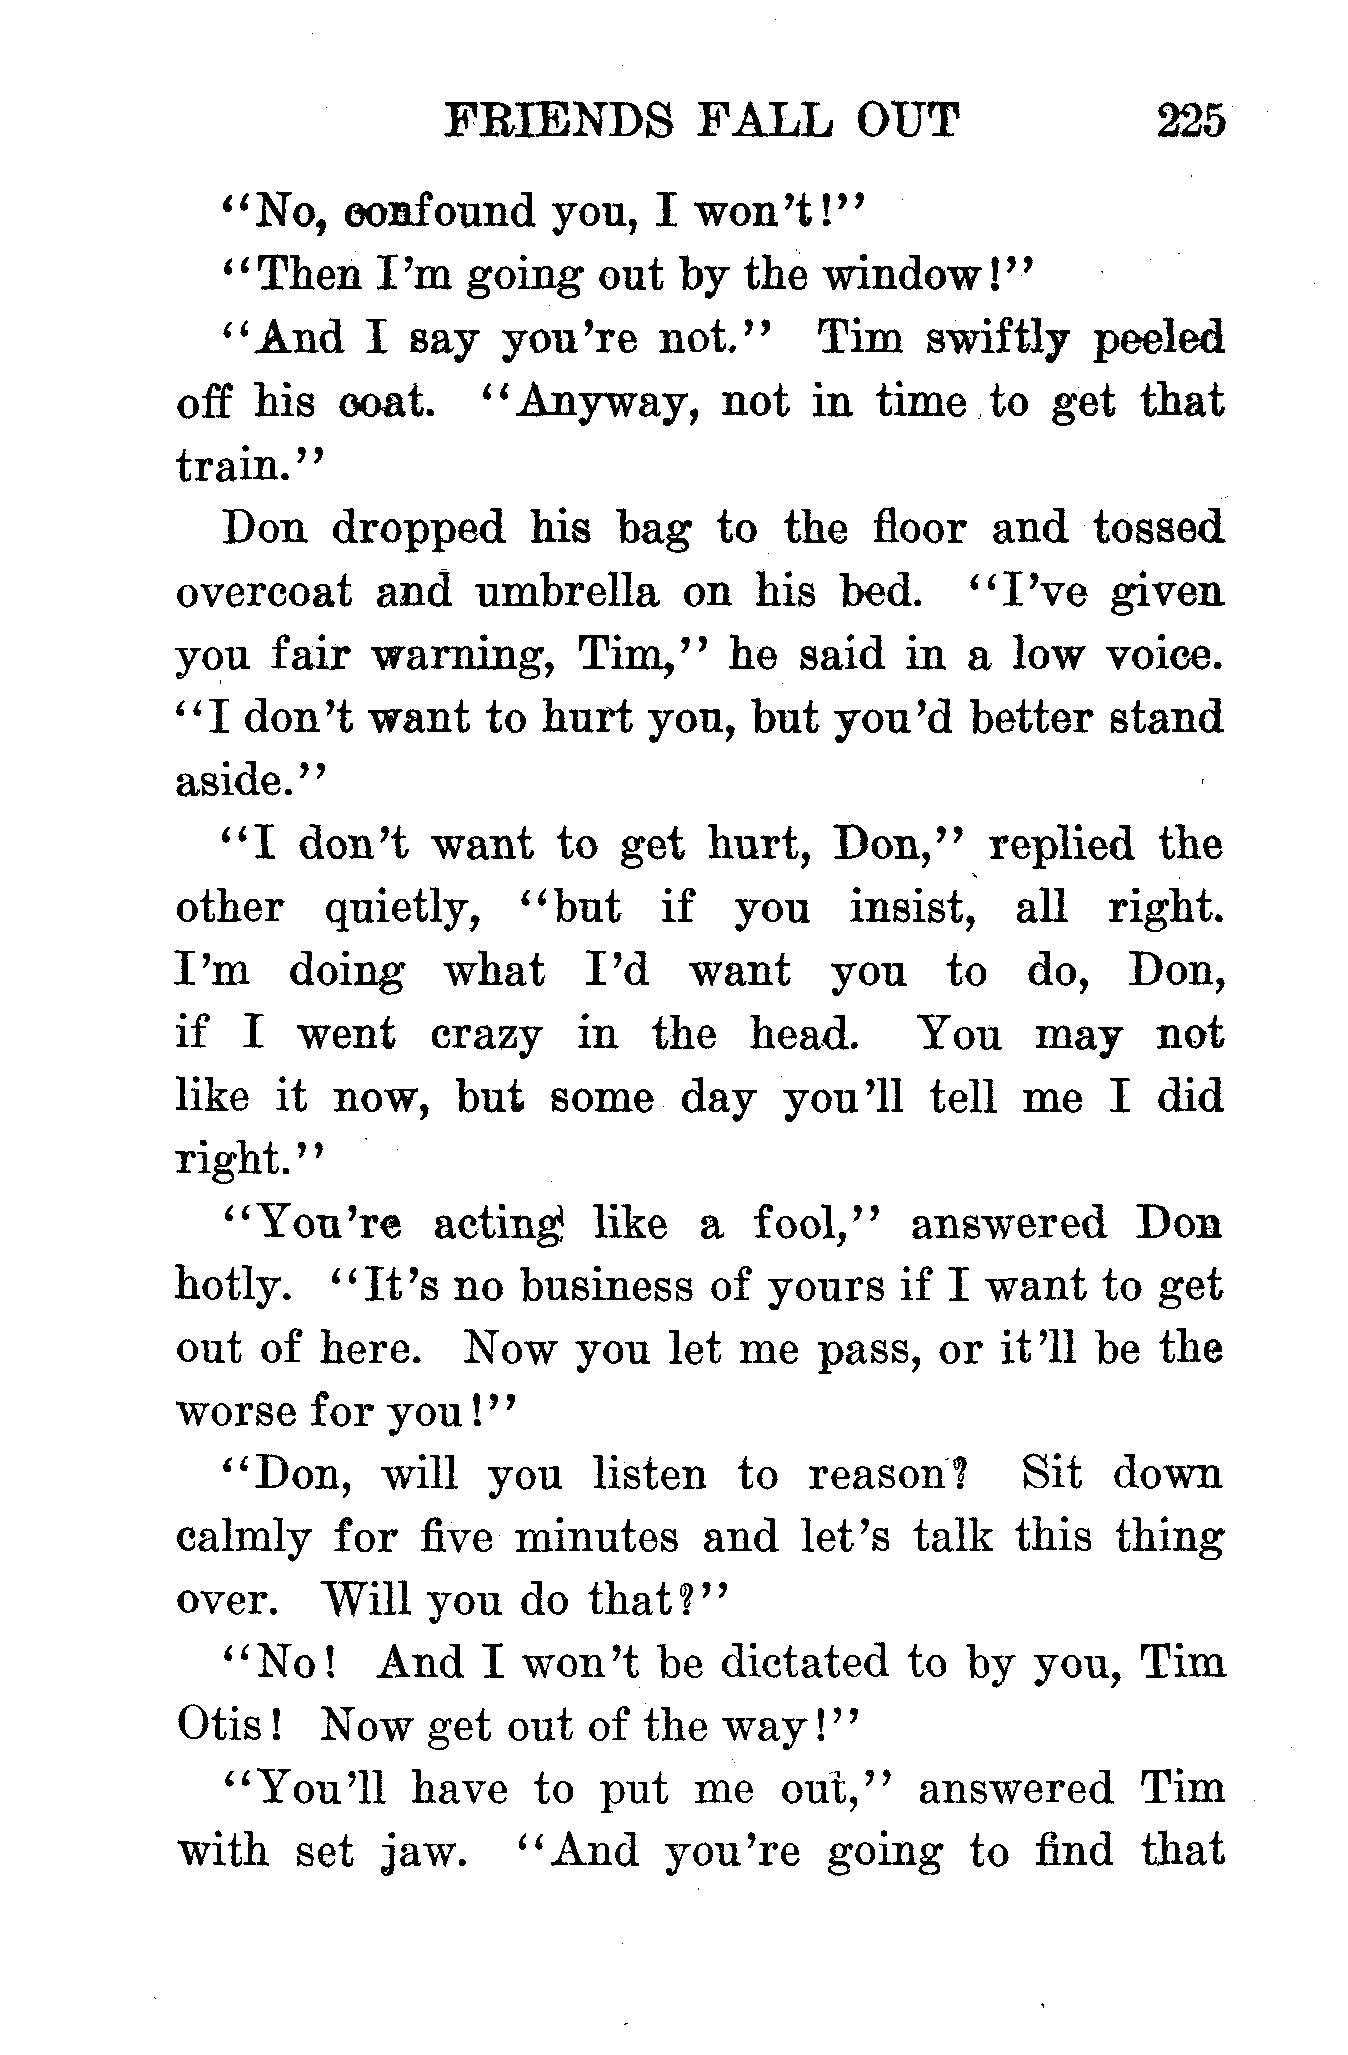 FRIENDS FALL OUT 225
"No, confound you, I won't!"
"Then I'm going out by the window!"
"And I say you're not." Tim swiftly peeled
off his coat. "Anyway, not in time to get that
train."
Don dropped his bag to the floor and tossed
overcoat and umbrella on his bed. "I've given
you fair warning, Tim," he said in a low voice.
"I don't want to hurt you, but you'd better stand
aside."
"I don't want to get hurt, Don," replied the
other quietly, "but if you insist, all right.
I'm doing what I'd want you to do, Don,
if I went crazy in the head. You may not
like it now, but some day you'll tell me I did
right."
"You're acting like a fool," answered Don
hotly. "It's no business of yours if I want to get
out of here. Now you let me pass, or it'll be the
worse for you!"
"Don, will you listen to reason? Sit down
calmly for five minutes and let's talk this thing
over. Will you do that?"
"No! And I won't be dictated to by you, Tim
Otis! Now get out of the way!"
"You'll have to put me out," answered Tim
with set jaw. "And you're going to find that